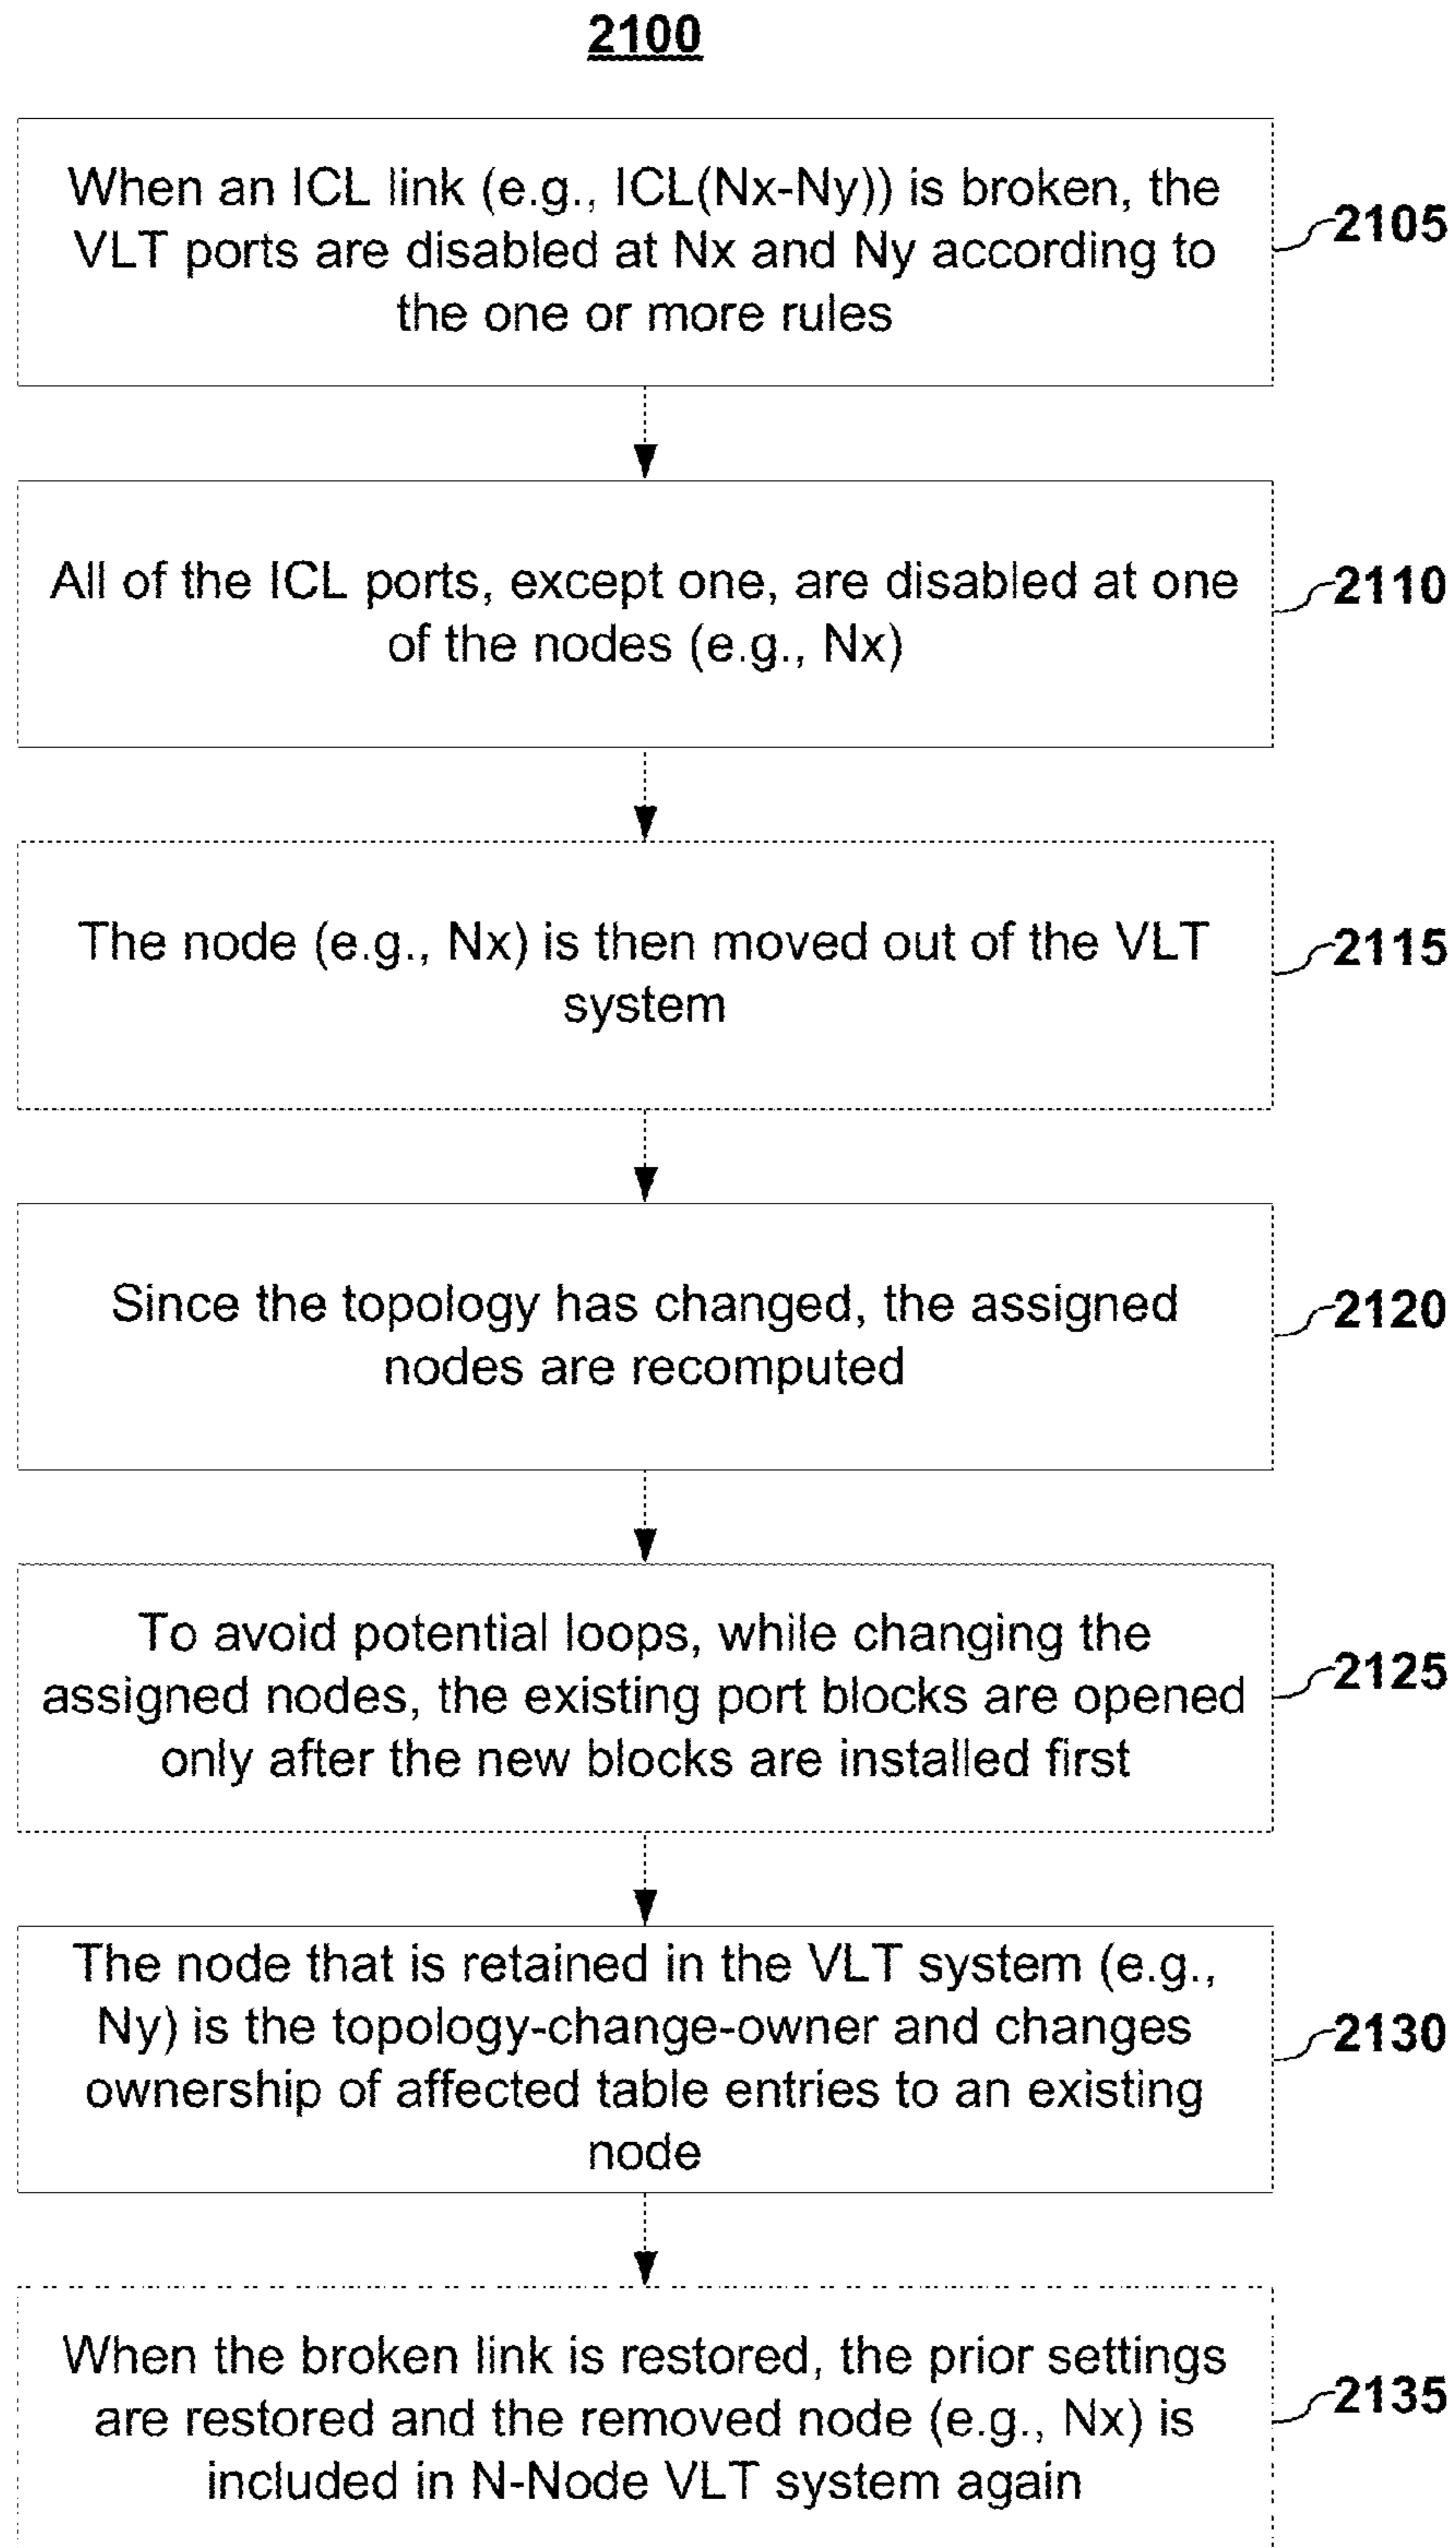 2100
When an ICL link (e.g., ICL(Nx-Ny)) is broken, the
VLT ports are disabled at Nx and Ny according to
the one or more rules
2105
All of the ICL ports, except one, are disabled at one
of the nodes (e.g., Nx)
2110
The node (e.g., Nx) is then moved out of the VLT
system
2115
Since the topology has changed, the assigned
nodes are recomputed
2120
To avoid potential loops, while changing the
assigned nodes, the existing port blocks are opened
only after the new blocks are installed first
2125
The node that is retained in the VLT system (e.g.,
Ny) is the topology-change-owner and changes
ownership of affected table entries to an existing
node
2130
When the broken link is restored, the prior settings
are restored and the removed node (e.g., Nx) is
included in N-Node VLT system again
2135